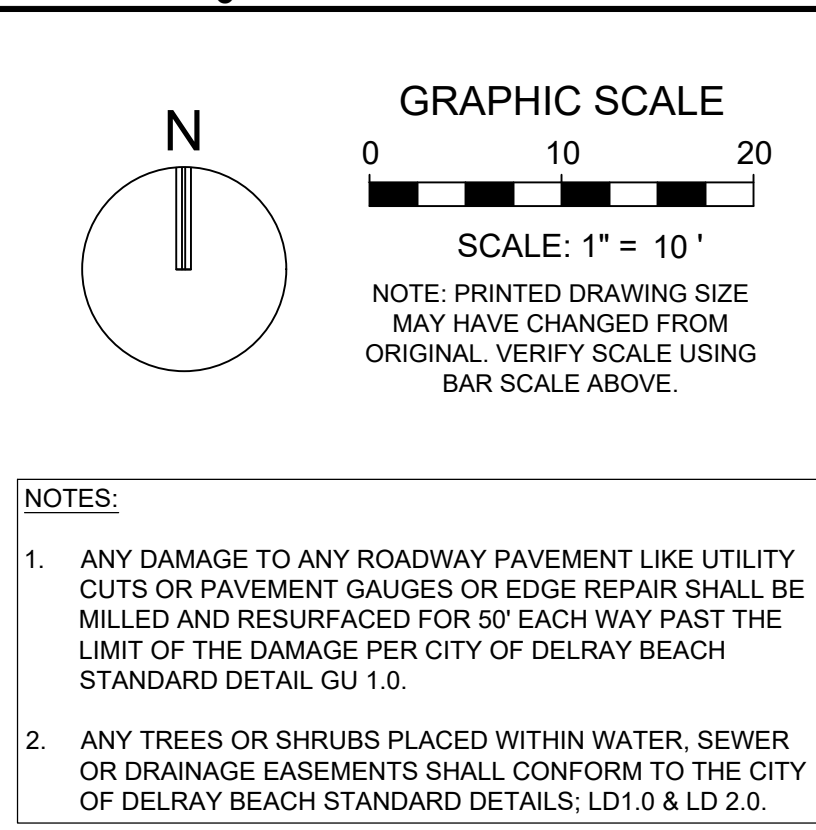 N
GRAPHIC SCALE
0 10 20
SCALE: 1" = 10 '
NOTE: PRINTED DRAWING SIZE
MAY HAVE CHANGED FROM
ORIGINAL. VERIFY SCALE USING
BAR SCALE ABOVE.
NOTES:
1. ANY DAMAGE TO ANY ROADWAY PAVEMENT LIKE UTILITY
CUTS OR PAVEMENT GAUGES OR EDGE REPAIR SHALL BE
MILLED AND RESURFACED FOR 50' EACH WAY PAST THE
LIMIT OF THE DAMAGE PER CITY OF DELRAY BEACH
STANDARD DETAIL GU 1.0.
2. ANY TREES OR SHRUBS PLACED WITHIN WATER, SEWER
OR DRAINAGE EASEMENTS SHALL CONFORM TO THE CITY
OF DELRAY BEACH STANDARD DETAILS; LD1.0 & LD 2.0.